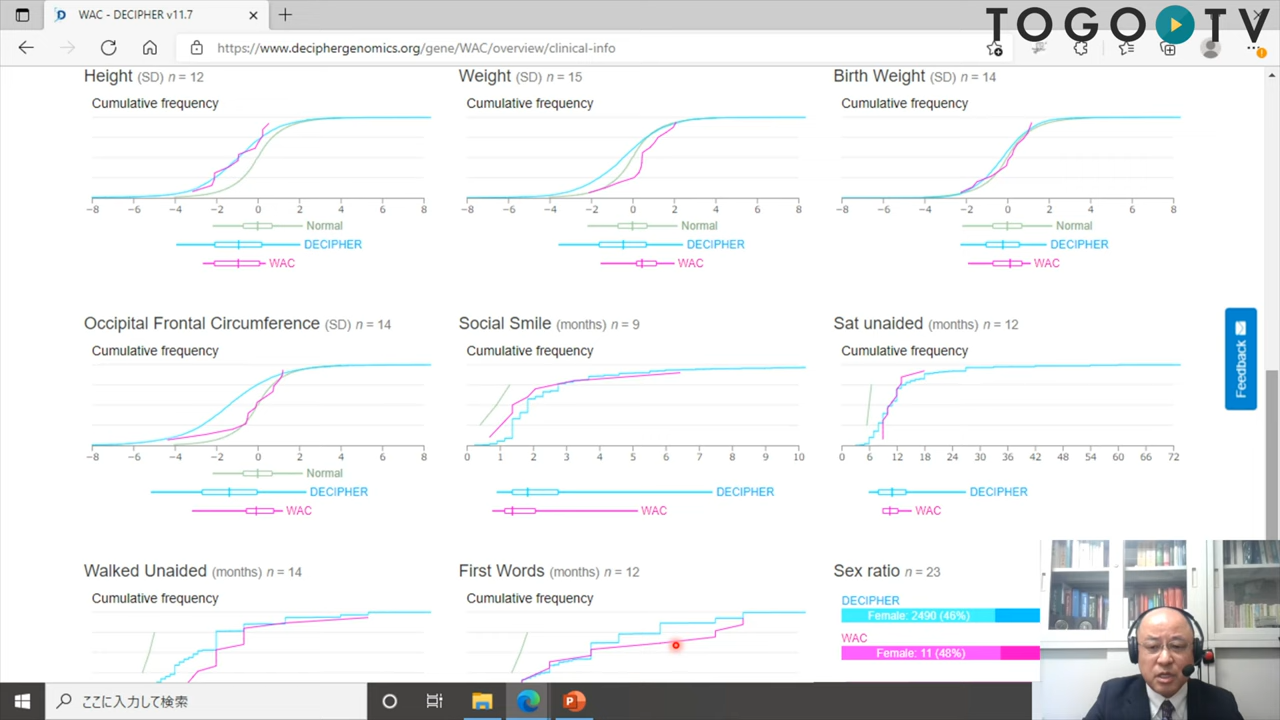 WAC - DECIPHER v11.7
TOGO TV
https://www.deciphergenomics.org/gene/WAC/overview/clinical-info
Height (SD) n = 12
Cumulative frequency
−8 −6 −4 −2 0 2 4 6 8
Normal
DECIPHER
WAC
Weight (SD) n = 15
Cumulative frequency
−8 −6 −4 −2 0 2 4 6 8
Normal
DECIPHER
WAC
Birth Weight (SD) n = 14
Cumulative frequency
−8 −6 −4 −2 0 2 4 6 8
Normal
DECIPHER
WAC
Occipital Frontal Circumference (SD) n = 14
Cumulative frequency
−8 −6 −4 −2 0 2 4 6 8
Normal
DECIPHER
WAC
Social Smile (months) n = 9
Cumulative frequency
0 1 2 3 4 5 6 7 8 9 10
DECIPHER
WAC
Sat unaided (months) n = 12
Cumulative frequency
0 6 12 18 24 30 36 42 48 54 60 66 72
DECIPHER
WAC
Feedback
Walked Unaided (months) n = 14
Cumulative frequency
First Words (months) n = 12
Cumulative frequency
Sex ratio n = 23
DECIPHER
Female: 2490 (46%)
WAC
Female: 11 (48%)
ここに入力して検索